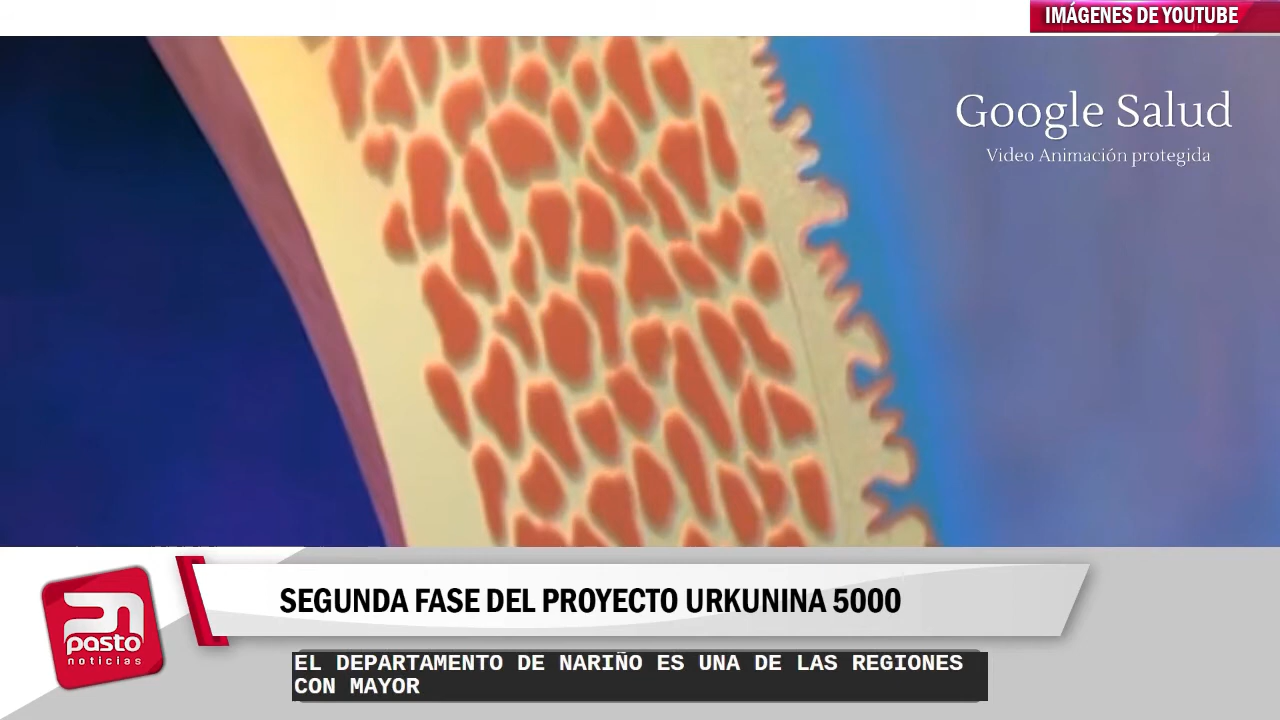 IMÁGENES DE YOUTUBE
Google Salud
Video Animación protegida
SEGUNDA FASE DEL PROYECTO URKUNINA 5000
pasto
noticias
EL DEPARTAMENTO DE NARIÑO ES UNA DE LAS REGIONES
CON MAYOR